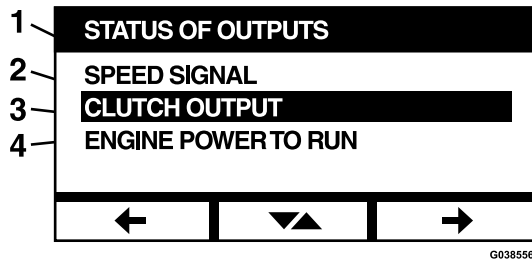 1 STATUS OF OUTPUTS
2 SPEED SIGNAL
3 CLUTCH OUTPUT
4 ENGINE POWER TO RUN
G038556